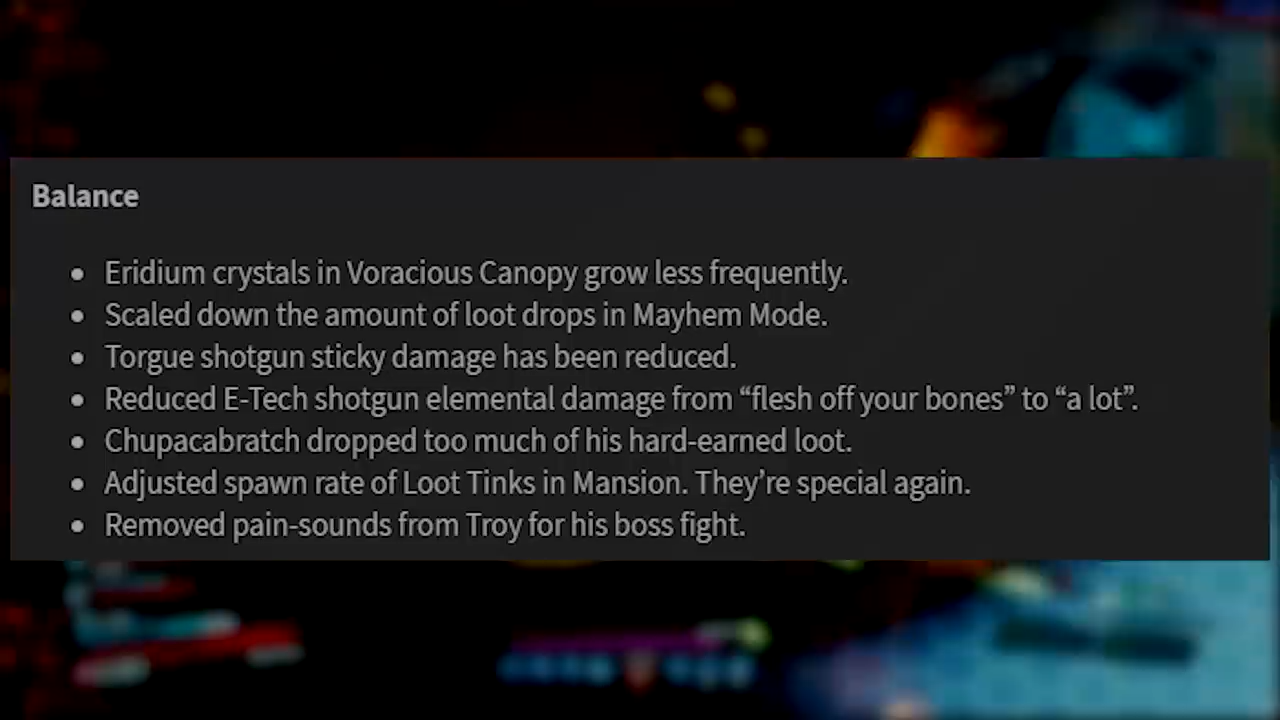 Balance
• Eridium crystals in Voracious Canopy grow less frequently.
• Scaled down the amount of loot drops in Mayhem Mode.
• Torgue shotgun sticky damage has been reduced.
• Reduced E-Tech shotgun elemental damage from “flesh off your bones” to “a lot”.
• Chupacabratch dropped too much of his hard-earned loot.
• Adjusted spawn rate of Loot Tinks in Mansion. They’re special again.
• Removed pain-sounds from Troy for his boss fight.